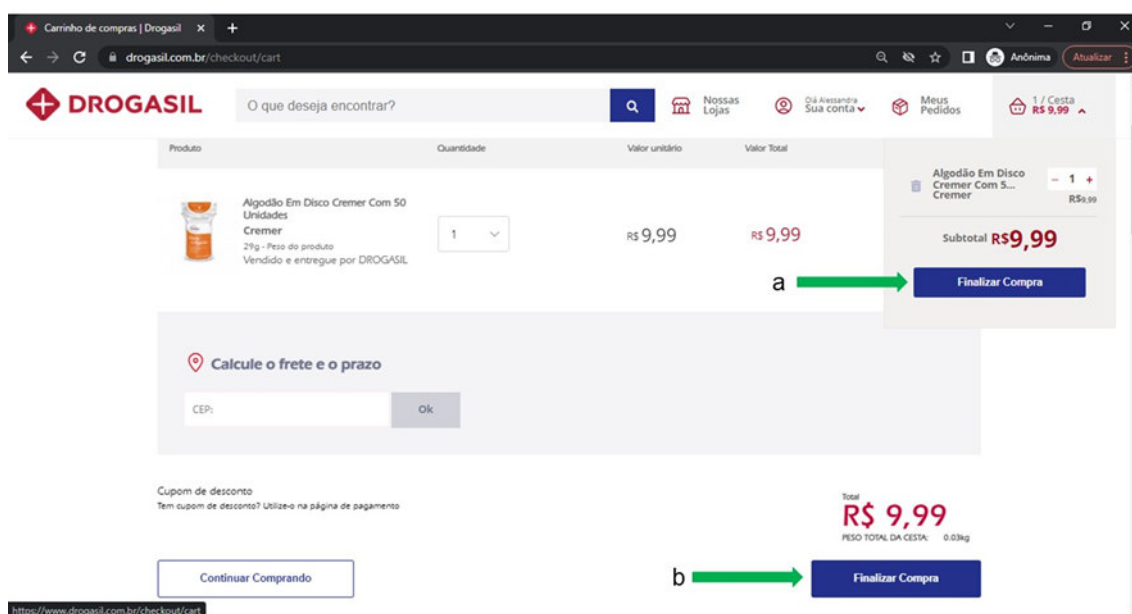 Carrinho de compras | Drogasil
drogasil.com.br/checkout/cart
Anônima
Atualizar
DROGASIL
O que deseja encontrar?
Nossas
Lojas
Olá Alessandra
Sua conta
Meus
Pedidos
1 / Cesta
R$ 9,99
Produto
Quantidade
Valor unitário
Valor Total
Algodão Em Disco Cremer Com 50
Unidades
Cremer
29g - Peso do produto
Vendido e entregue por DROGASIL
1
R$ 9,99
R$ 9,99
Algodão Em Disco
Cremer Com 5...
Cremer
- 1 +
R$9,99
Subtotal R$9,99
a
Finalizar Compra
Calcule o frete e o prazo
CEP:
Ok
Cupom de desconto
Tem cupom de desconto? Utilize-o na página de pagamento
Total
R$ 9,99
PESO TOTAL DA CESTA: 0.03kg
Continuar Comprando
b
Finalizar Compra
https://www.drogasil.com.br/checkout/cart